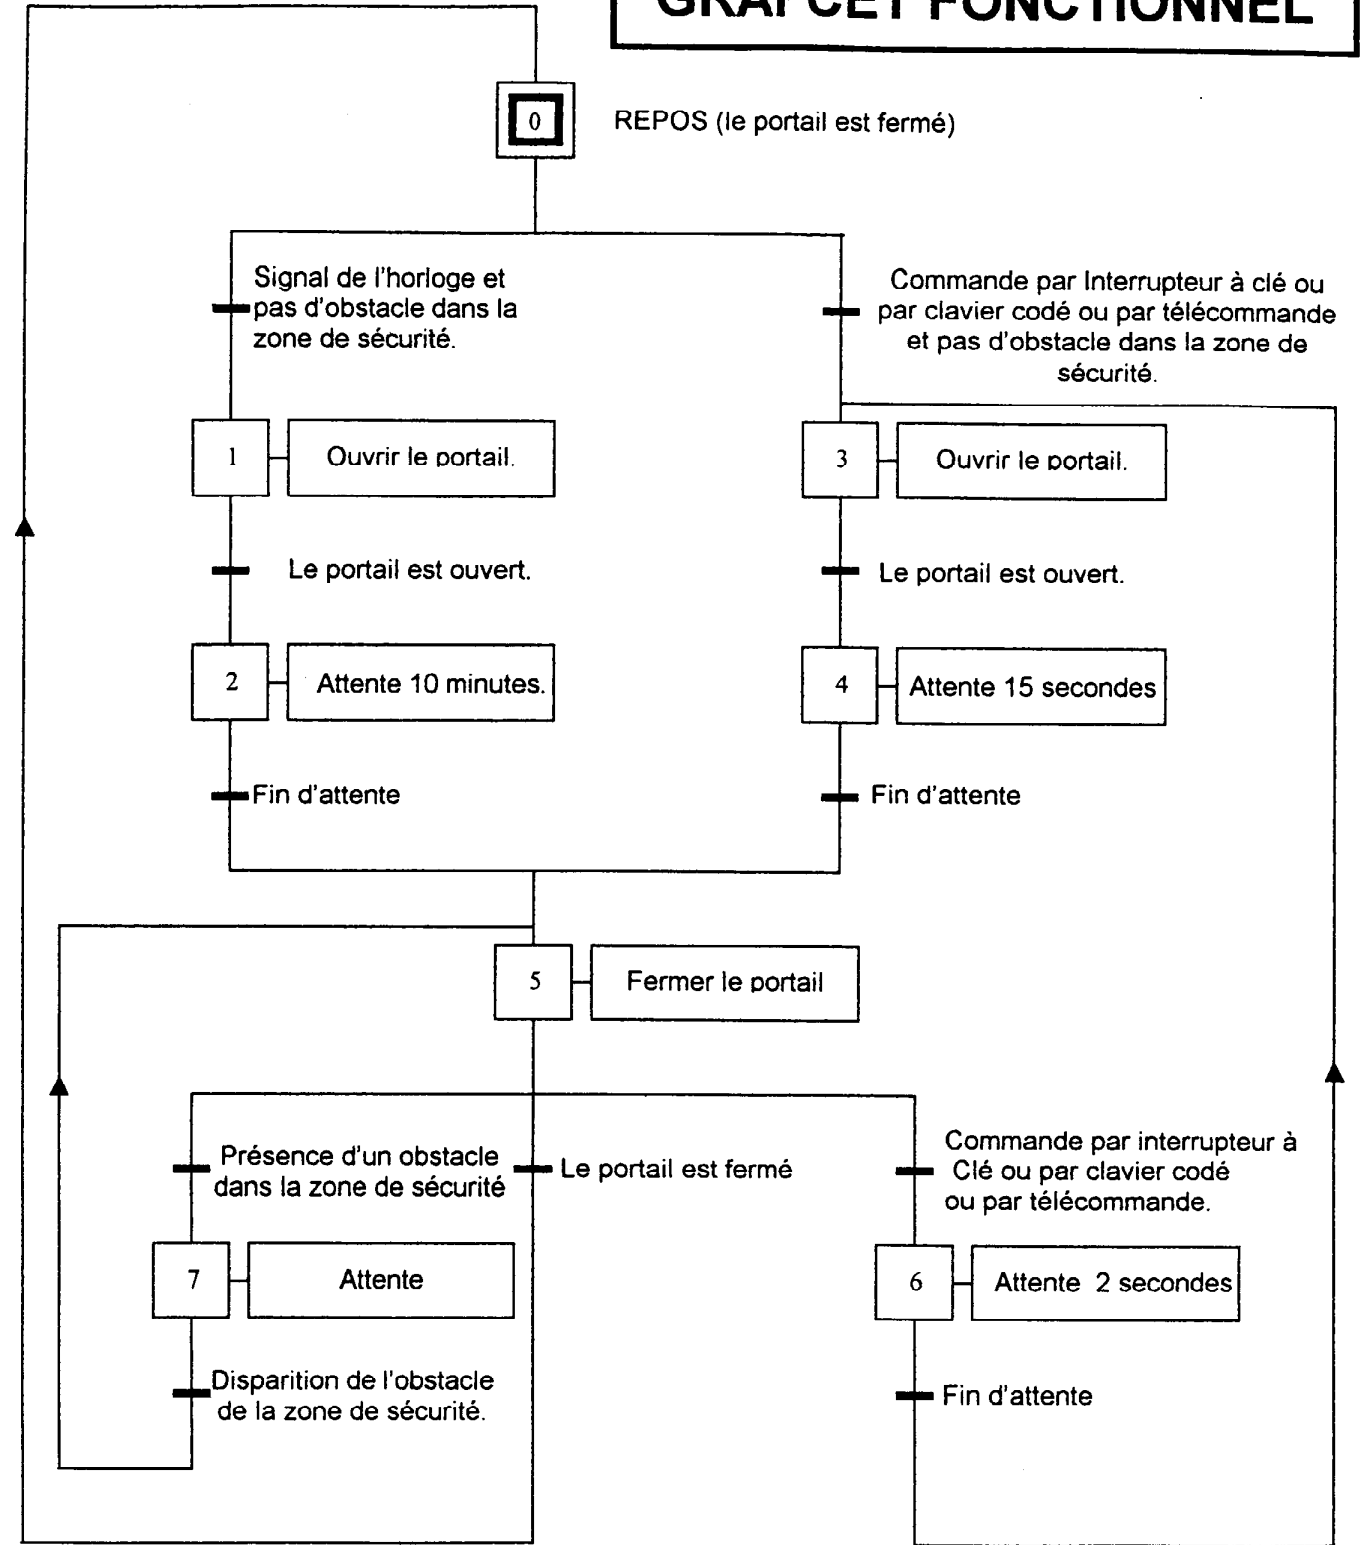 GRAFCET FONCTIONNEL
0
REPOS (le portail est fermé)
Signal de l'horloge et
pas d'obstacle dans la
zone de sécurité.
Commande par Interrupteur à clé ou
par clavier codé ou par télécommande
et pas d'obstacle dans la zone de
sécurité.
1
Ouvrir le portail.
3
Ouvrir le portail.
Le portail est ouvert.
Le portail est ouvert.
2
Attente 10 minutes.
4
Attente 15 secondes
Fin d'attente
Fin d'attente
5
Fermer le portail
Présence d'un obstacle
dans la zone de sécurité
Le portail est fermé
Commande par interrupteur à
Clé ou par clavier codé
ou par télécommande.
7
Attente
6
Attente 2 secondes
Disparition de l'obstacle
de la zone de sécurité.
Fin d'attente